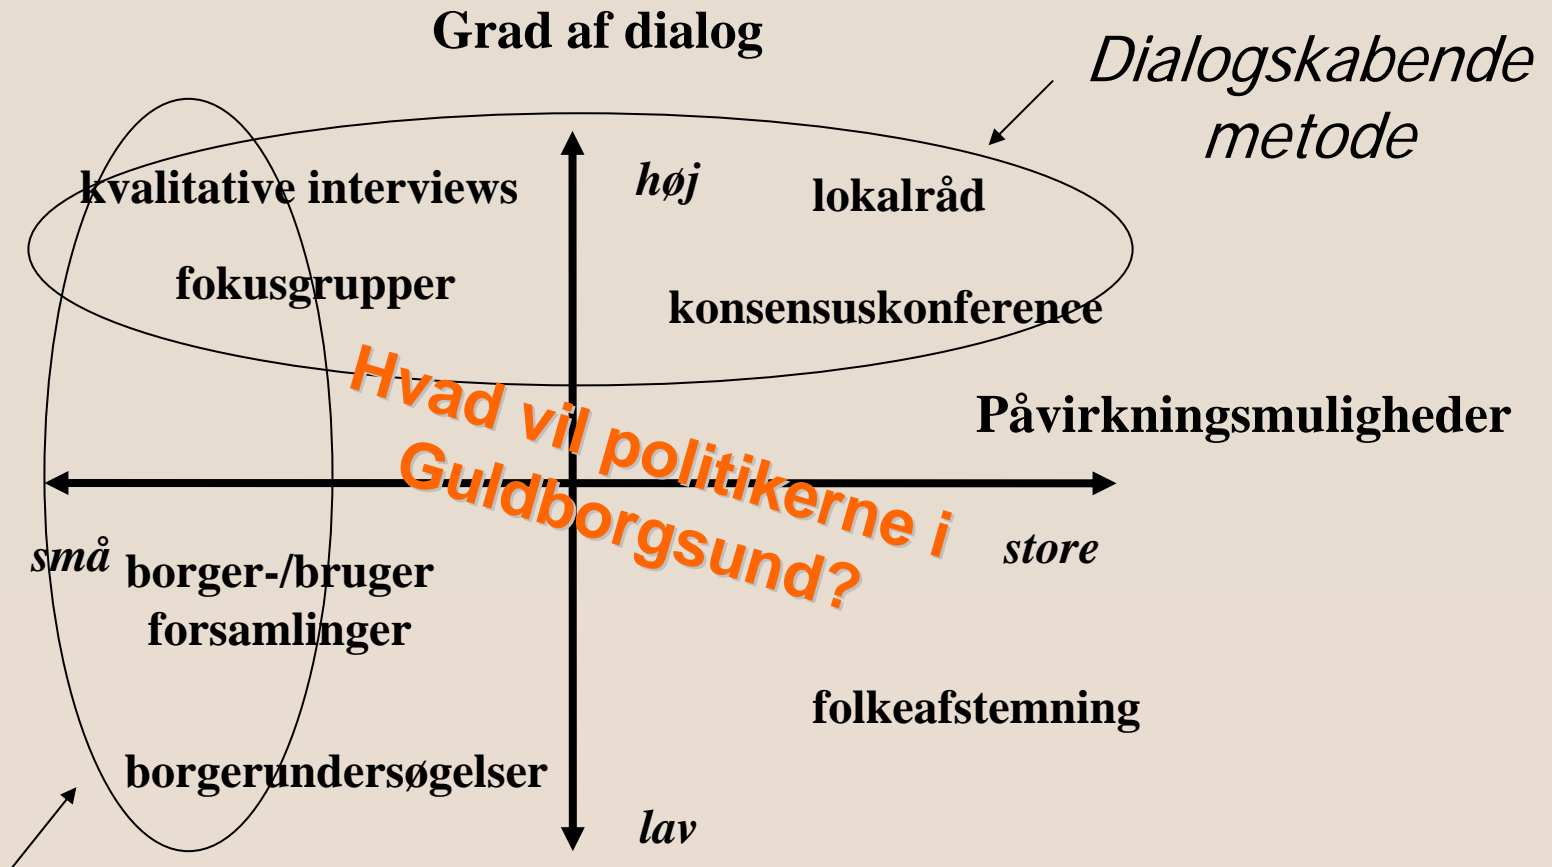 Grad af dialog
Dialogskabende
metode
kvalitative interviews
høj
lokalråd
fokusgrupper
konsensuskonference
Hvad vil politikerne i
Guldborgsund?
Påvirkningsmuligheder
små
store
borger-/bruger
forsamlinger
folkeafstemning
borgerundersøgelser
lav